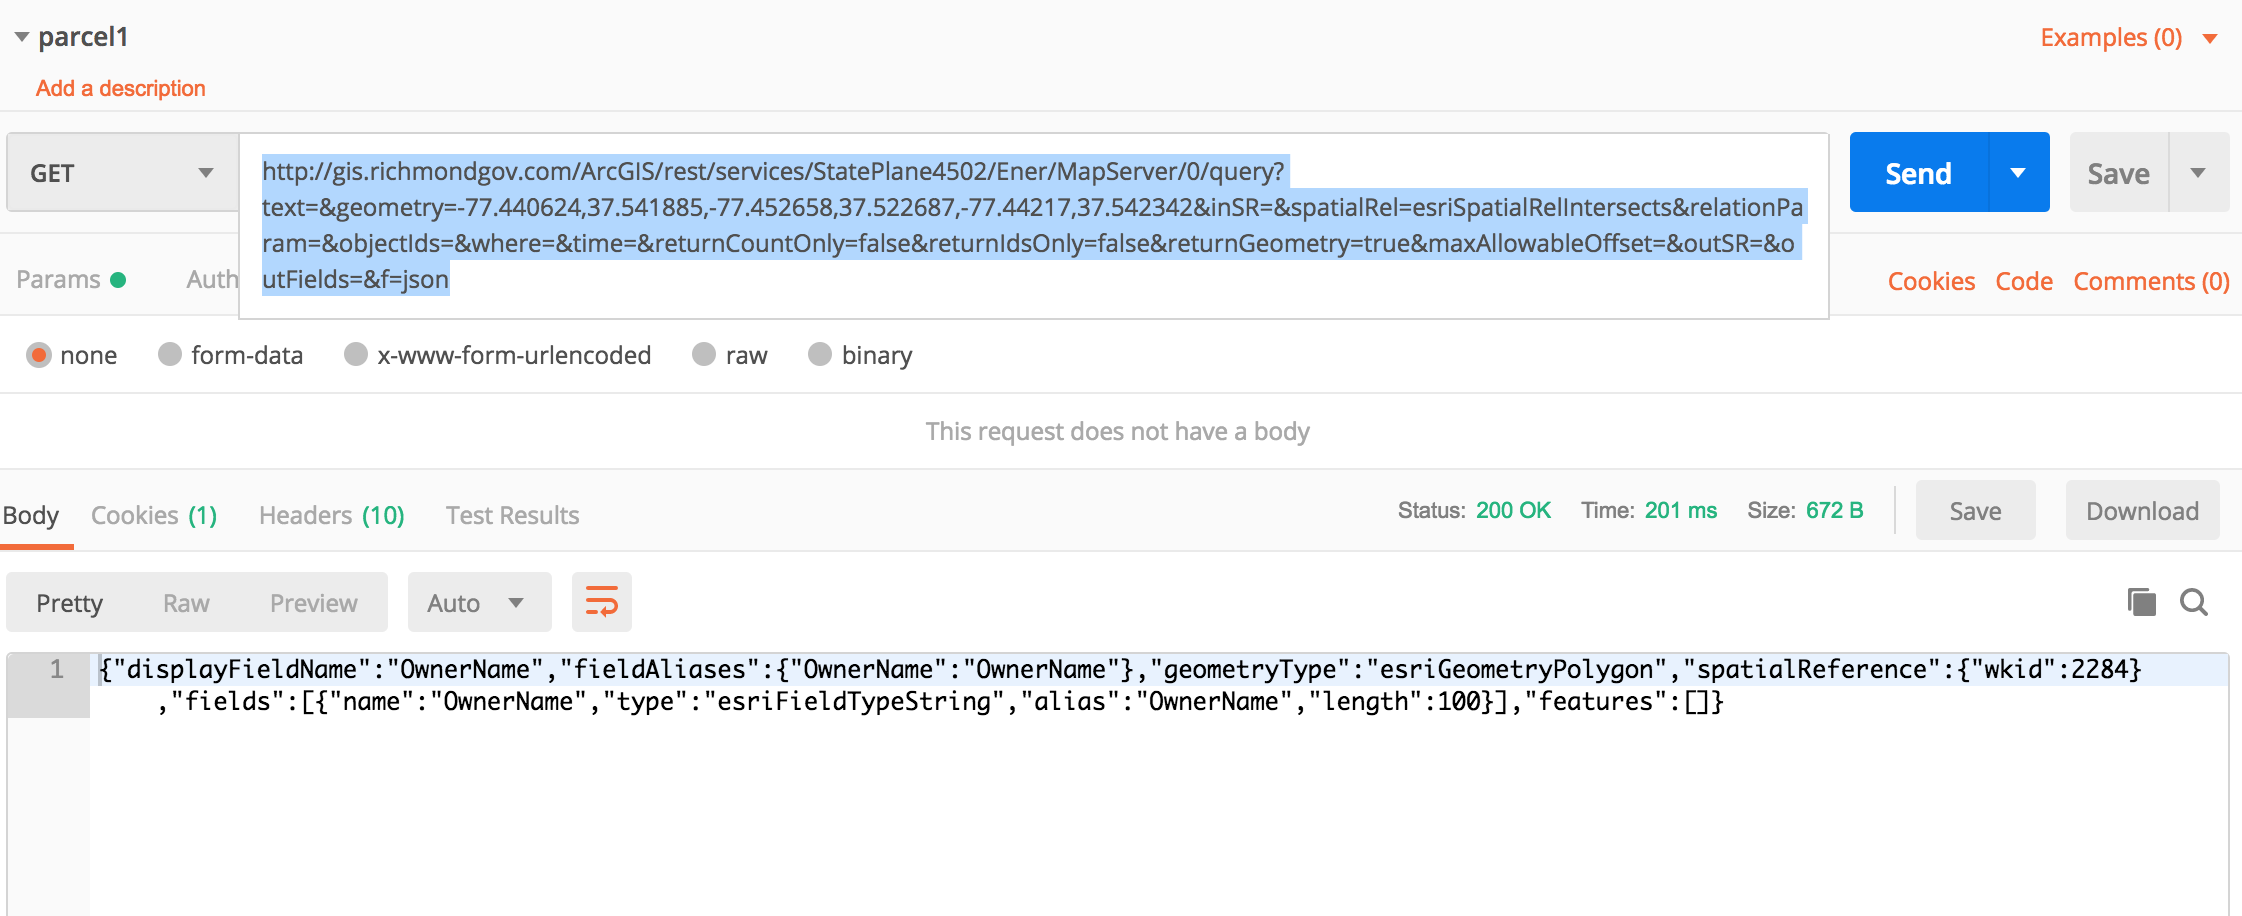 parcel1
Examples (0)
Add a description
GET
http://gis.richmondgov.com/ArcGIS/rest/services/StatePlane4502/Ener/MapServer/0/query?
text=&geometry=-77.440624,37.541885,-77.452658,37.522687,-77.44217,37.542342&inSR=&spatialRel=esriSpatialRelIntersects&relationPa
ram=&objectIds=&where=&time=&returnCountOnly=false&returnIdsOnly=false&returnGeometry=true&maxAllowableOffset=&outSR=&o
utFields=&f=json
Send
Save
Params
Auth
Cookies Code Comments (0)
none form-data x-www-form-urlencoded raw binary
This request does not have a body
Body Cookies (1) Headers (10) Test Results
Status: 200 OK Time: 201 ms Size: 672 B
Save
Download
Pretty Raw Preview
Auto
1 {"displayFieldName":"OwnerName","fieldAliases":{"OwnerName":"OwnerName"},"geometryType":"esriGeometryPolygon","spatialReference":{"wkid":2284}
,"fields":[{"name":"OwnerName","type":"esriFieldTypeString","alias":"OwnerName","length":100}],"features":[]}